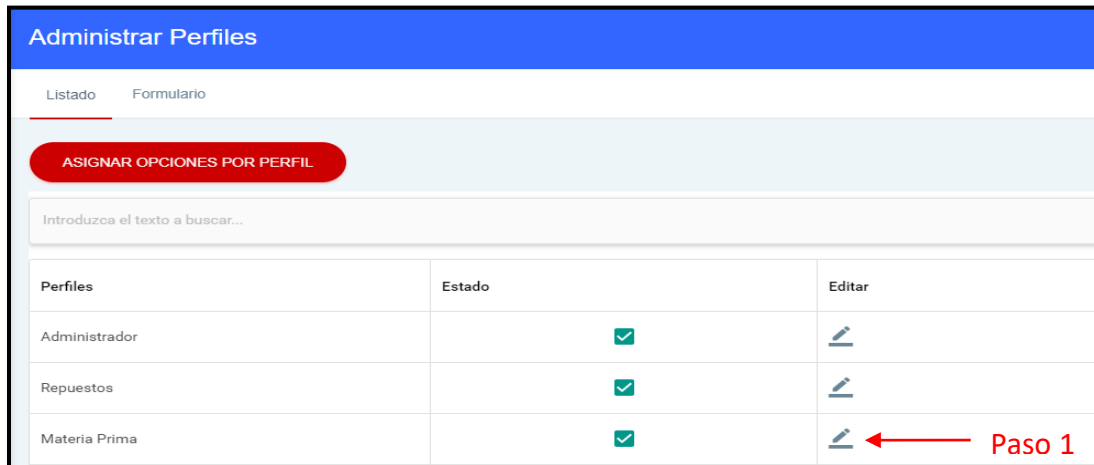 Administrar Perfiles
Listado Formulario
ASIGNAR OPCIONES POR PERFIL
Introduzca el texto a buscar...
Perfiles Estado Editar
Administrador
Repuestos
Materia Prima Paso 1